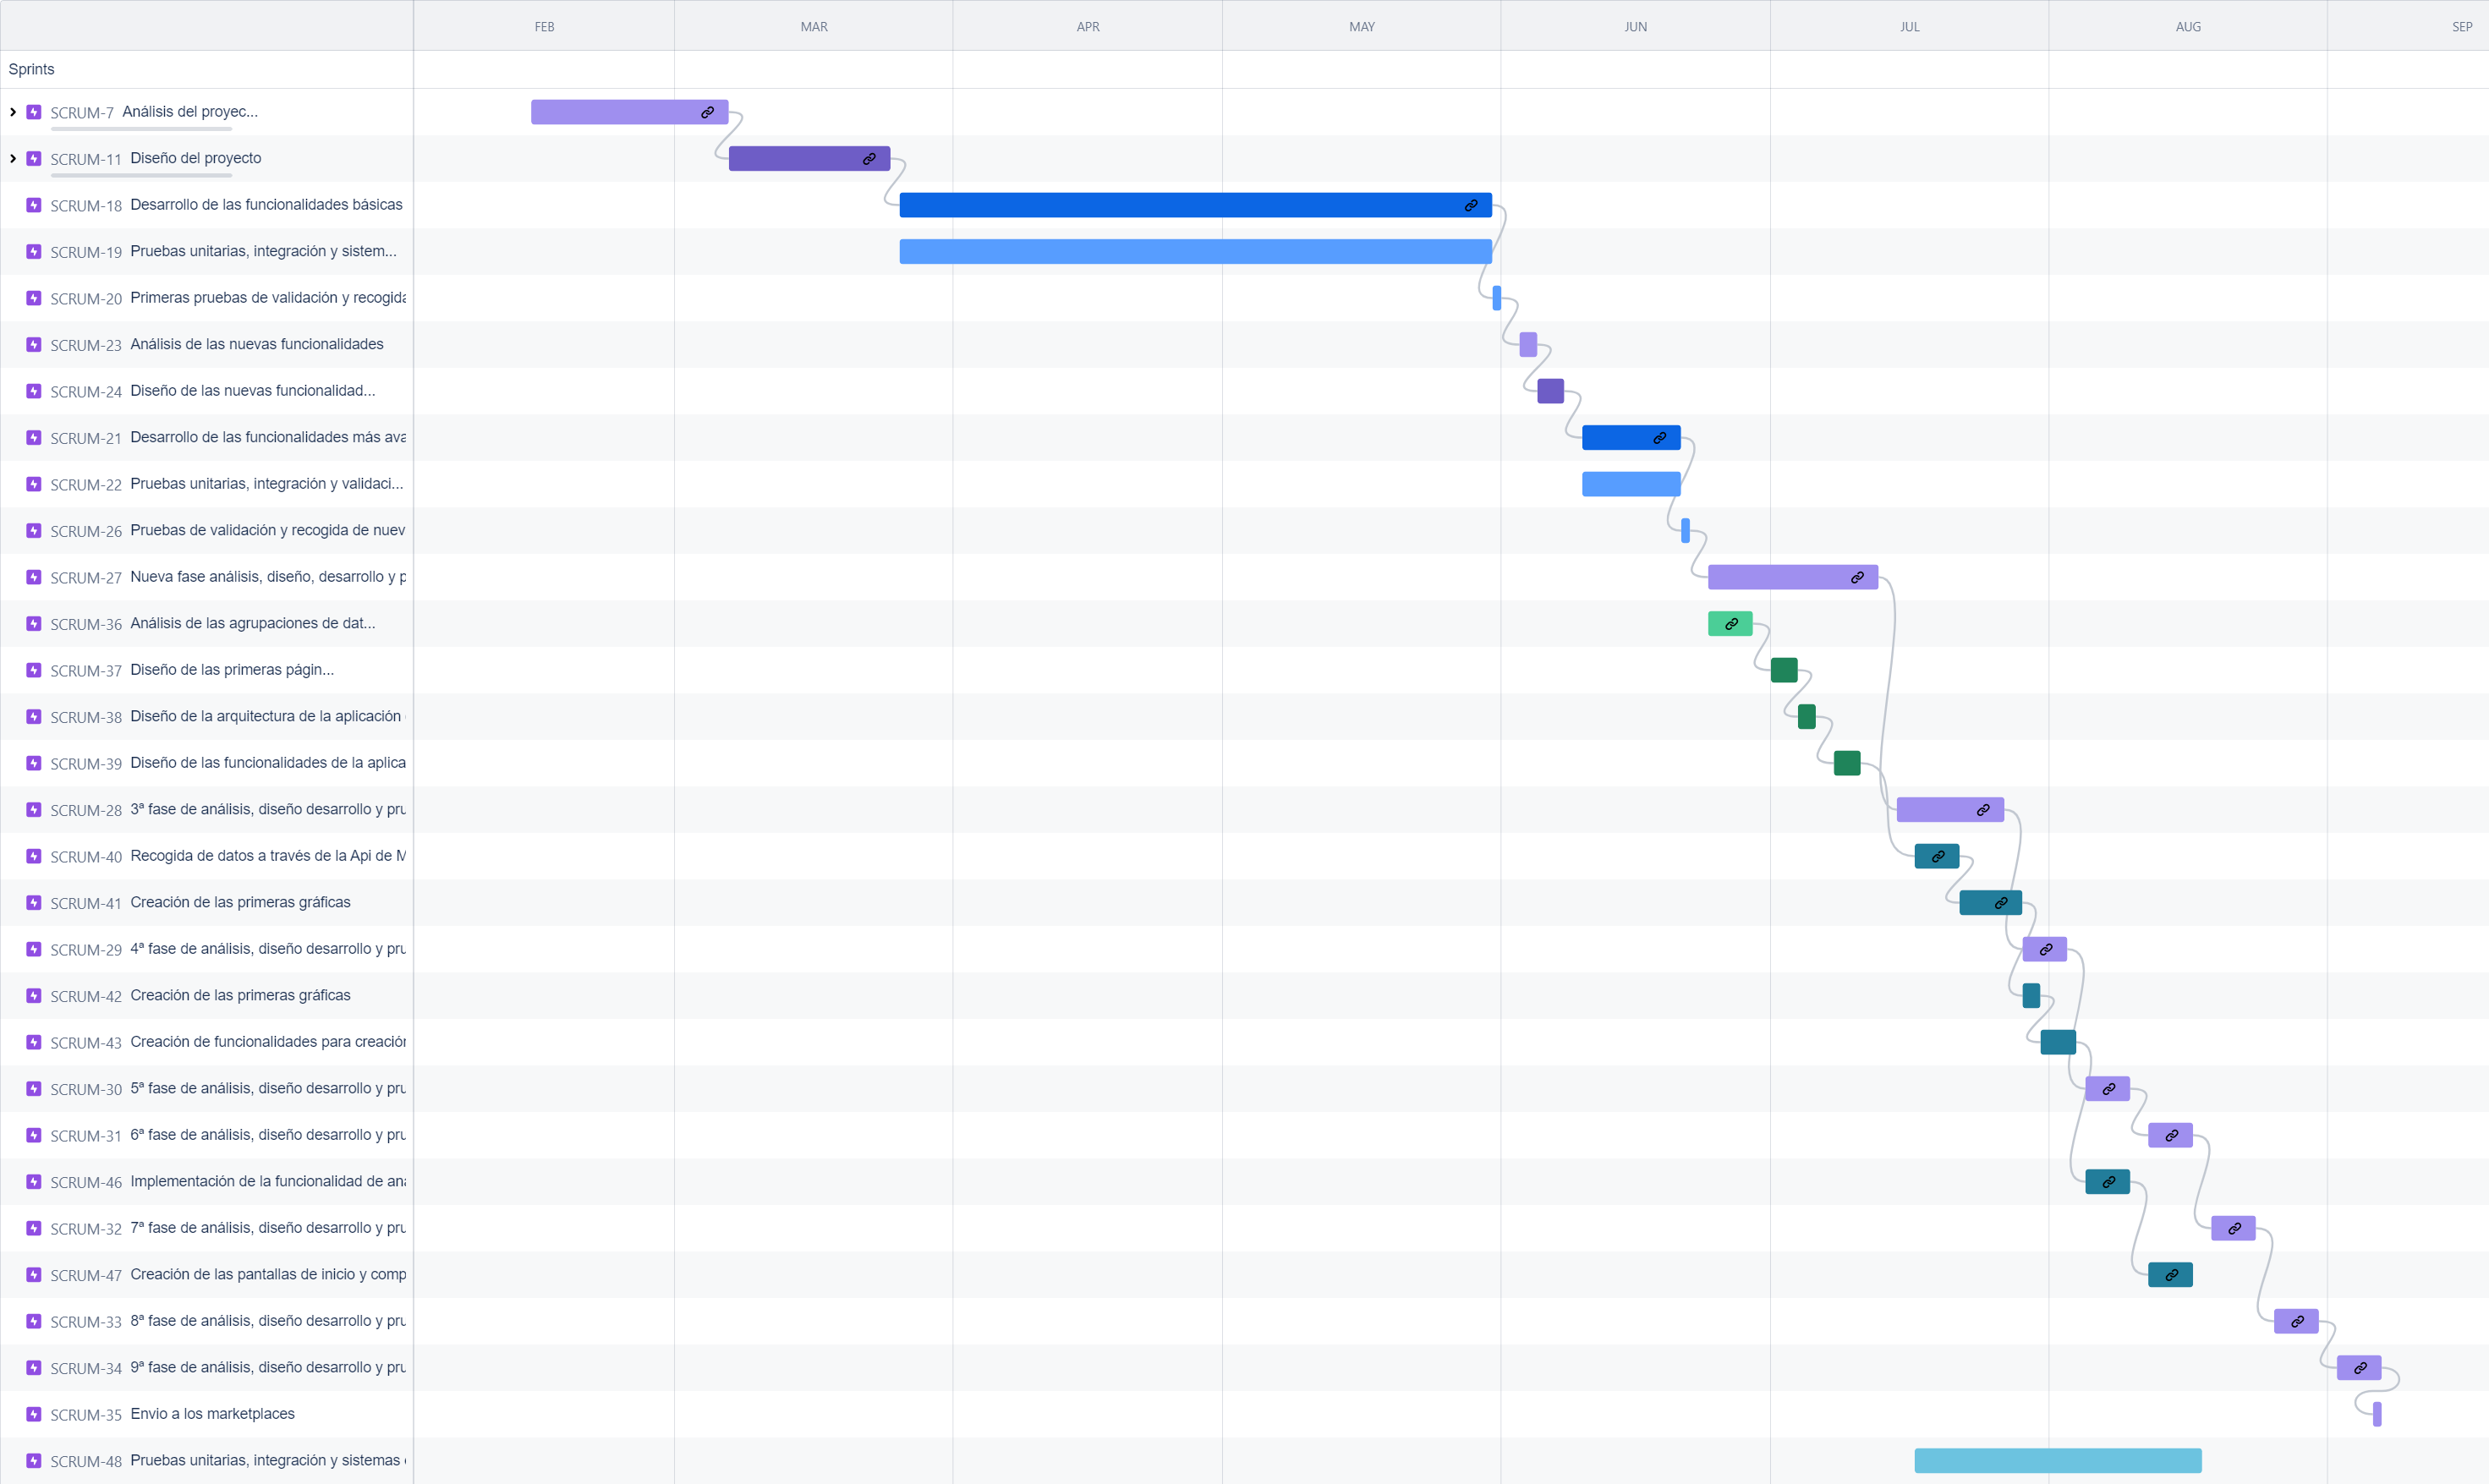 FEB MAR APR MAY JUN JUL AUG SEP
Sprints
SCRUM-7 Análisis del proyec...
SCRUM-11 Diseño del proyecto
SCRUM-18 Desarrollo de las funcionalidades básicas
SCRUM-19 Pruebas unitarias, integración y sistem...
SCRUM-20 Primeras pruebas de validación y recogida
SCRUM-23 Análisis de las nuevas funcionalidades
SCRUM-24 Diseño de las nuevas funcionalidad...
SCRUM-21 Desarrollo de las funcionalidades más ava
SCRUM-22 Pruebas unitarias, integración y validaci...
SCRUM-26 Pruebas de validación y recogida de nuev
SCRUM-27 Nueva fase análisis, diseño, desarrollo y p
SCRUM-36 Análisis de las agrupaciones de dat...
SCRUM-37 Diseño de las primeras págin...
SCRUM-38 Diseño de la arquitectura de la aplicación
SCRUM-39 Diseño de las funcionalidades de la aplica
SCRUM-28 3ª fase de análisis, diseño desarrollo y pru
SCRUM-40 Recogida de datos a través de la Api de M
SCRUM-41 Creación de las primeras gráficas
SCRUM-29 4ª fase de análisis, diseño desarrollo y pru
SCRUM-42 Creación de las primeras gráficas
SCRUM-43 Creación de funcionalidades para creación
SCRUM-30 5ª fase de análisis, diseño desarrollo y pru
SCRUM-31 6ª fase de análisis, diseño desarrollo y pru
SCRUM-46 Implementación de la funcionalidad de aná
SCRUM-32 7ª fase de análisis, diseño desarrollo y pru
SCRUM-47 Creación de las pantallas de inicio y comp
SCRUM-33 8ª fase de análisis, diseño desarrollo y pru
SCRUM-34 9ª fase de análisis, diseño desarrollo y pru
SCRUM-35 Envio a los marketplaces
SCRUM-48 Pruebas unitarias, integración y sistemas